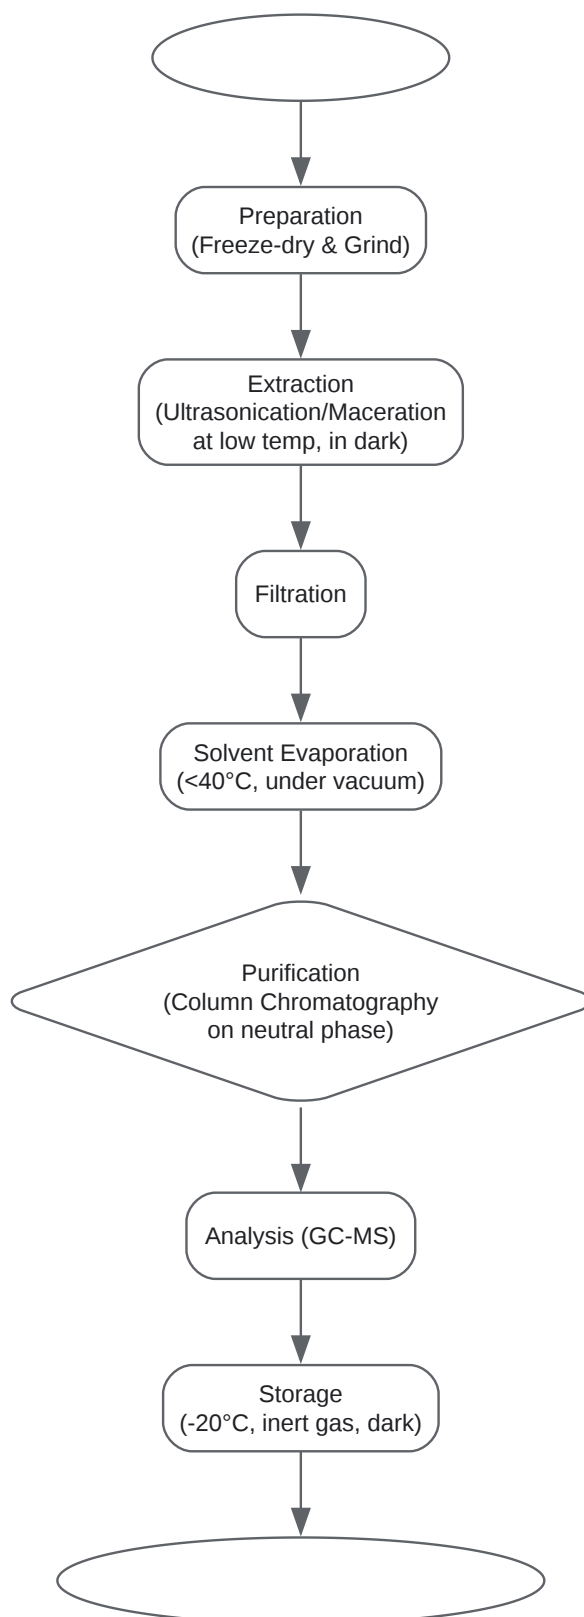 Preparation
(Freeze-dry & Grind)
Extraction
(Ultrasonication/Maceration
at low temp, in dark)
Filtration
Solvent Evaporation
(<40°C, under vacuum)
Purification
(Column Chromatography
on neutral phase)
Analysis (GC-MS)
Storage
(-20°C, inert gas, dark)